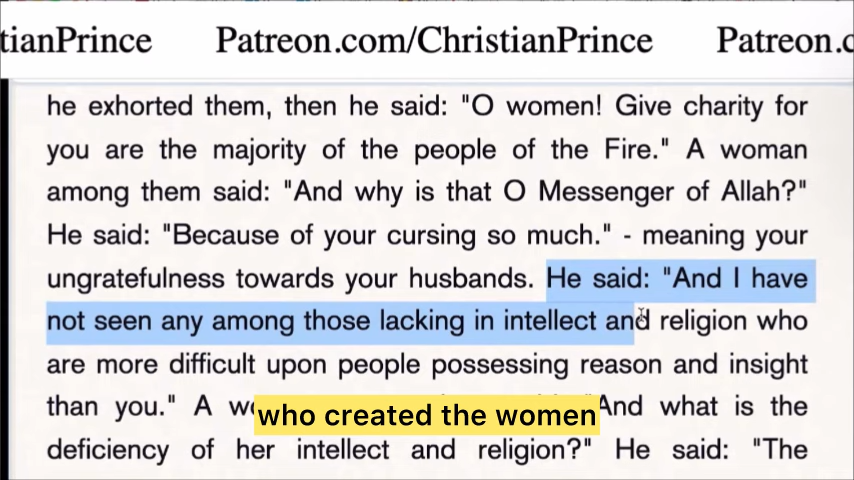 tianPrince Patreon.com/ChristianPrince Patreon.c
he exhorted them, then he said: "O women! Give charity for
you are the majority of the people of the Fire." A woman
among them said: "And why is that O Messenger of Allah?"
He said: "Because of your cursing so much." - meaning your
ungratefulness towards your husbands. He said: "And I have
not seen any among those lacking in intellect and religion who
are more difficult upon people possessing reason and insight
than you." A "And what is the
who created the women
deficiency of her intellect and religion?" He said: "The